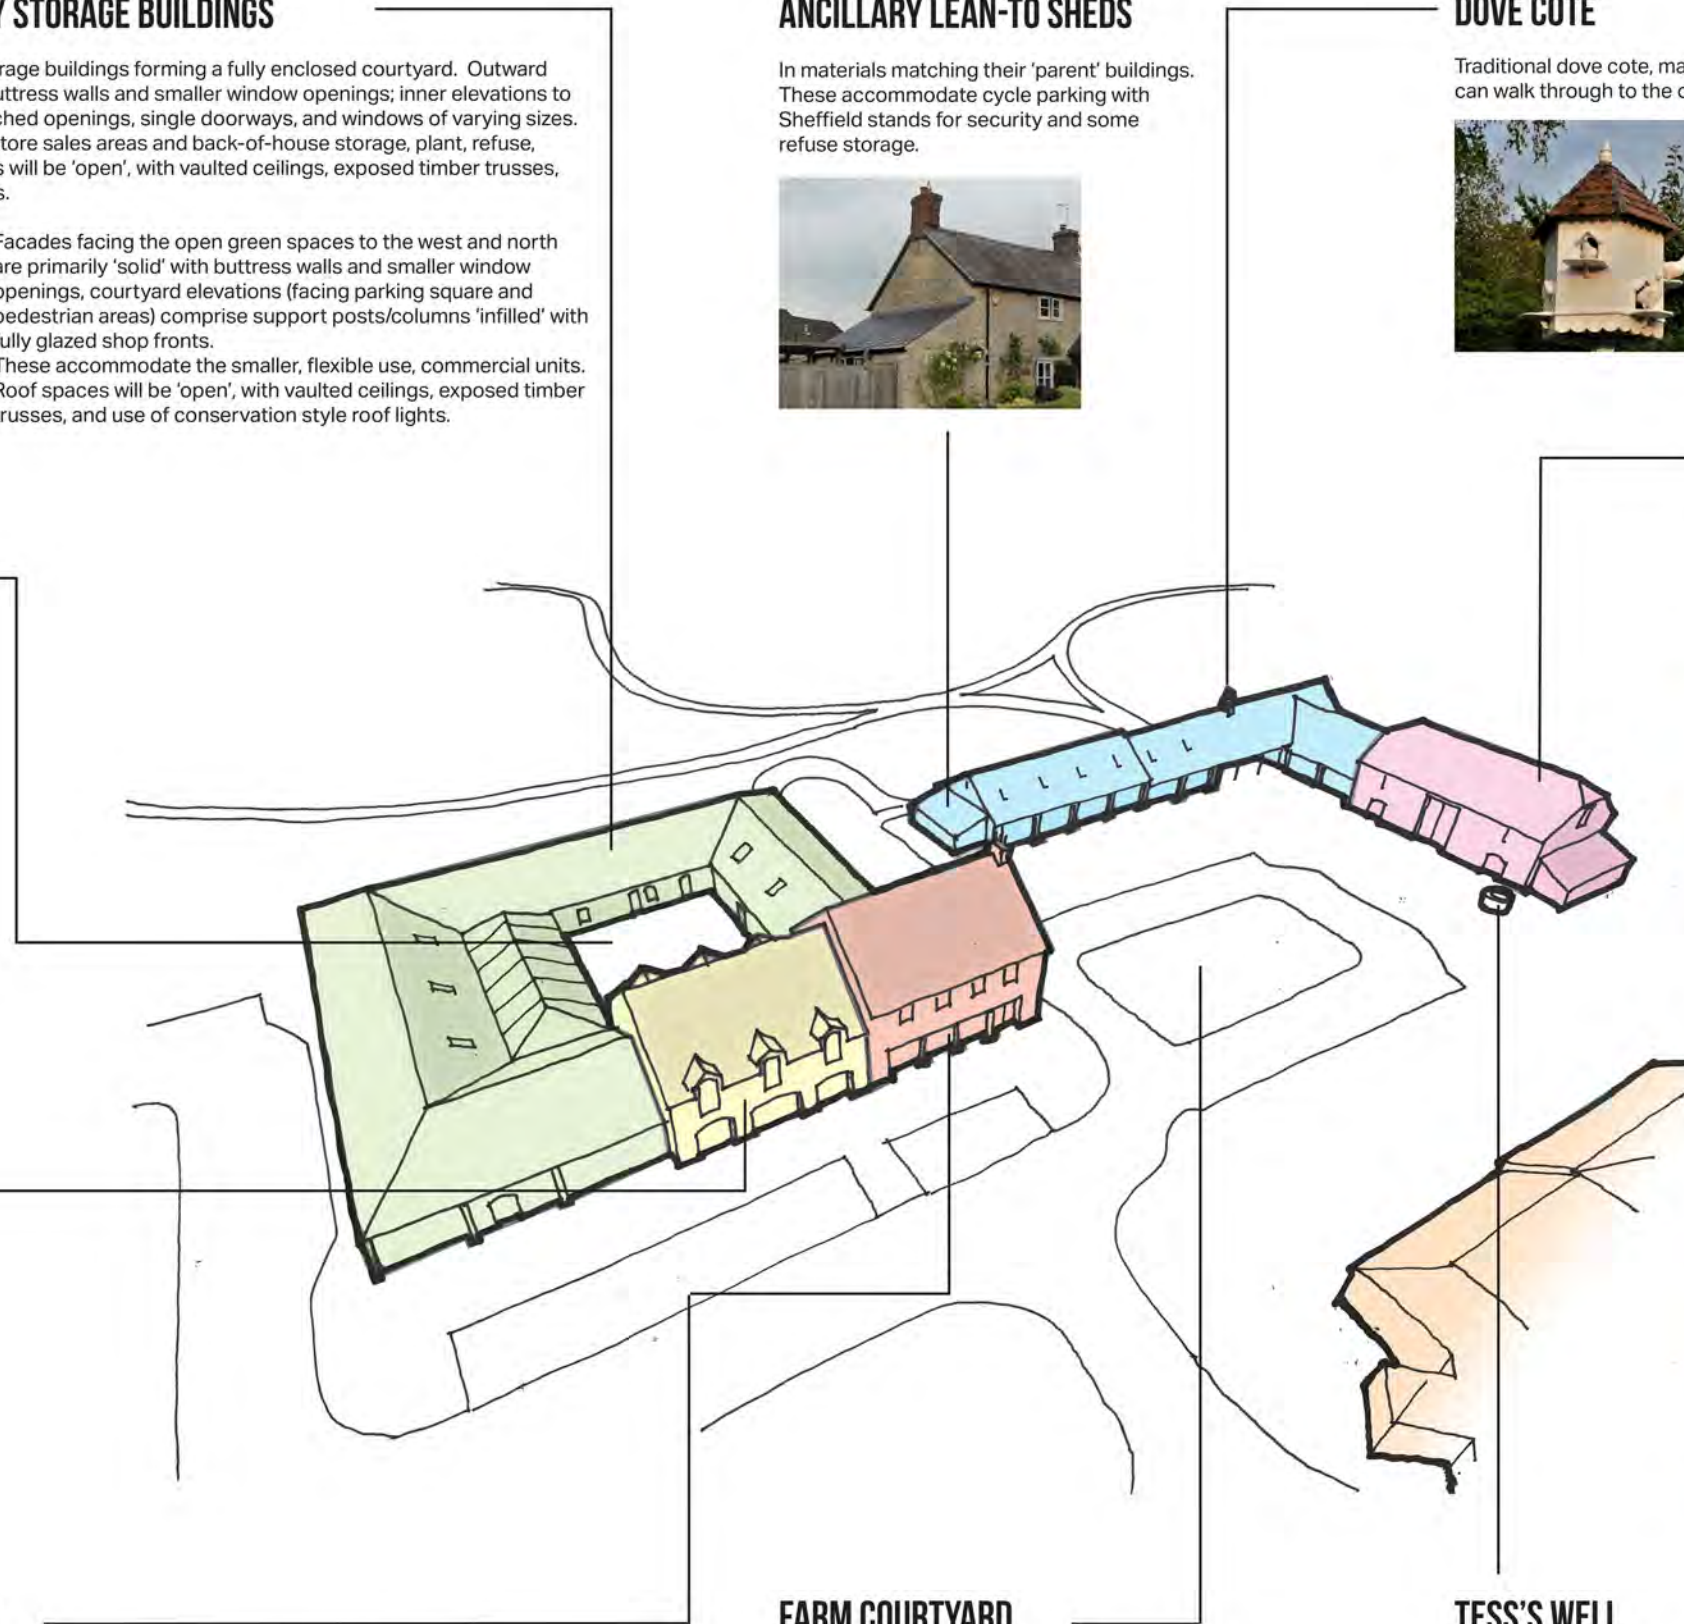 STORAGE BUILDINGS
rage buildings forming a fully enclosed courtyard. Outward
uttress walls and smaller window openings; inner elevations to
ched openings, single doorways, and windows of varying sizes.
tore sales areas and back-of-house storage, plant, refuse,
s will be 'open', with vaulted ceilings, exposed timber trusses,
s.
Facades facing the open green spaces to the west and north
are primarily 'solid' with buttress walls and smaller window
openings, courtyard elevations (facing parking square and
pedestrian areas) comprise support posts/columns 'infilled' with
fully glazed shop fronts.
These accommodate the smaller, flexible use, commercial units.
Roof spaces will be 'open', with vaulted ceilings, exposed timber
trusses, and use of conservation style roof lights.
ANCILLARY LEAN-TO SHEDS
In materials matching their 'parent' buildings.
These accommodate cycle parking with
Sheffield stands for security and some
refuse storage.
DOVE COTE
Traditional dove cote, ma
can walk through to the c
FARM COURTYARD
TESS'S WELL